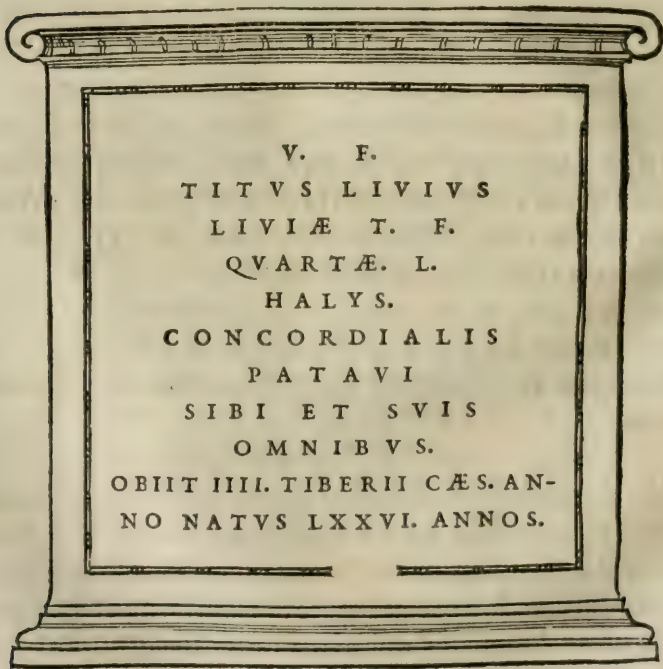 V. F.
TITVS LIVIVS
LIVIÆ T. F.
QVARTÆ. L.
HALYS.
CONCORDIALIS
PATAVI
SIBI ET SVIS
OMNIBVS.
OBIIT IIII. TIBERII CÆS. AN-
NO NATVS LXXVI. ANNOS.